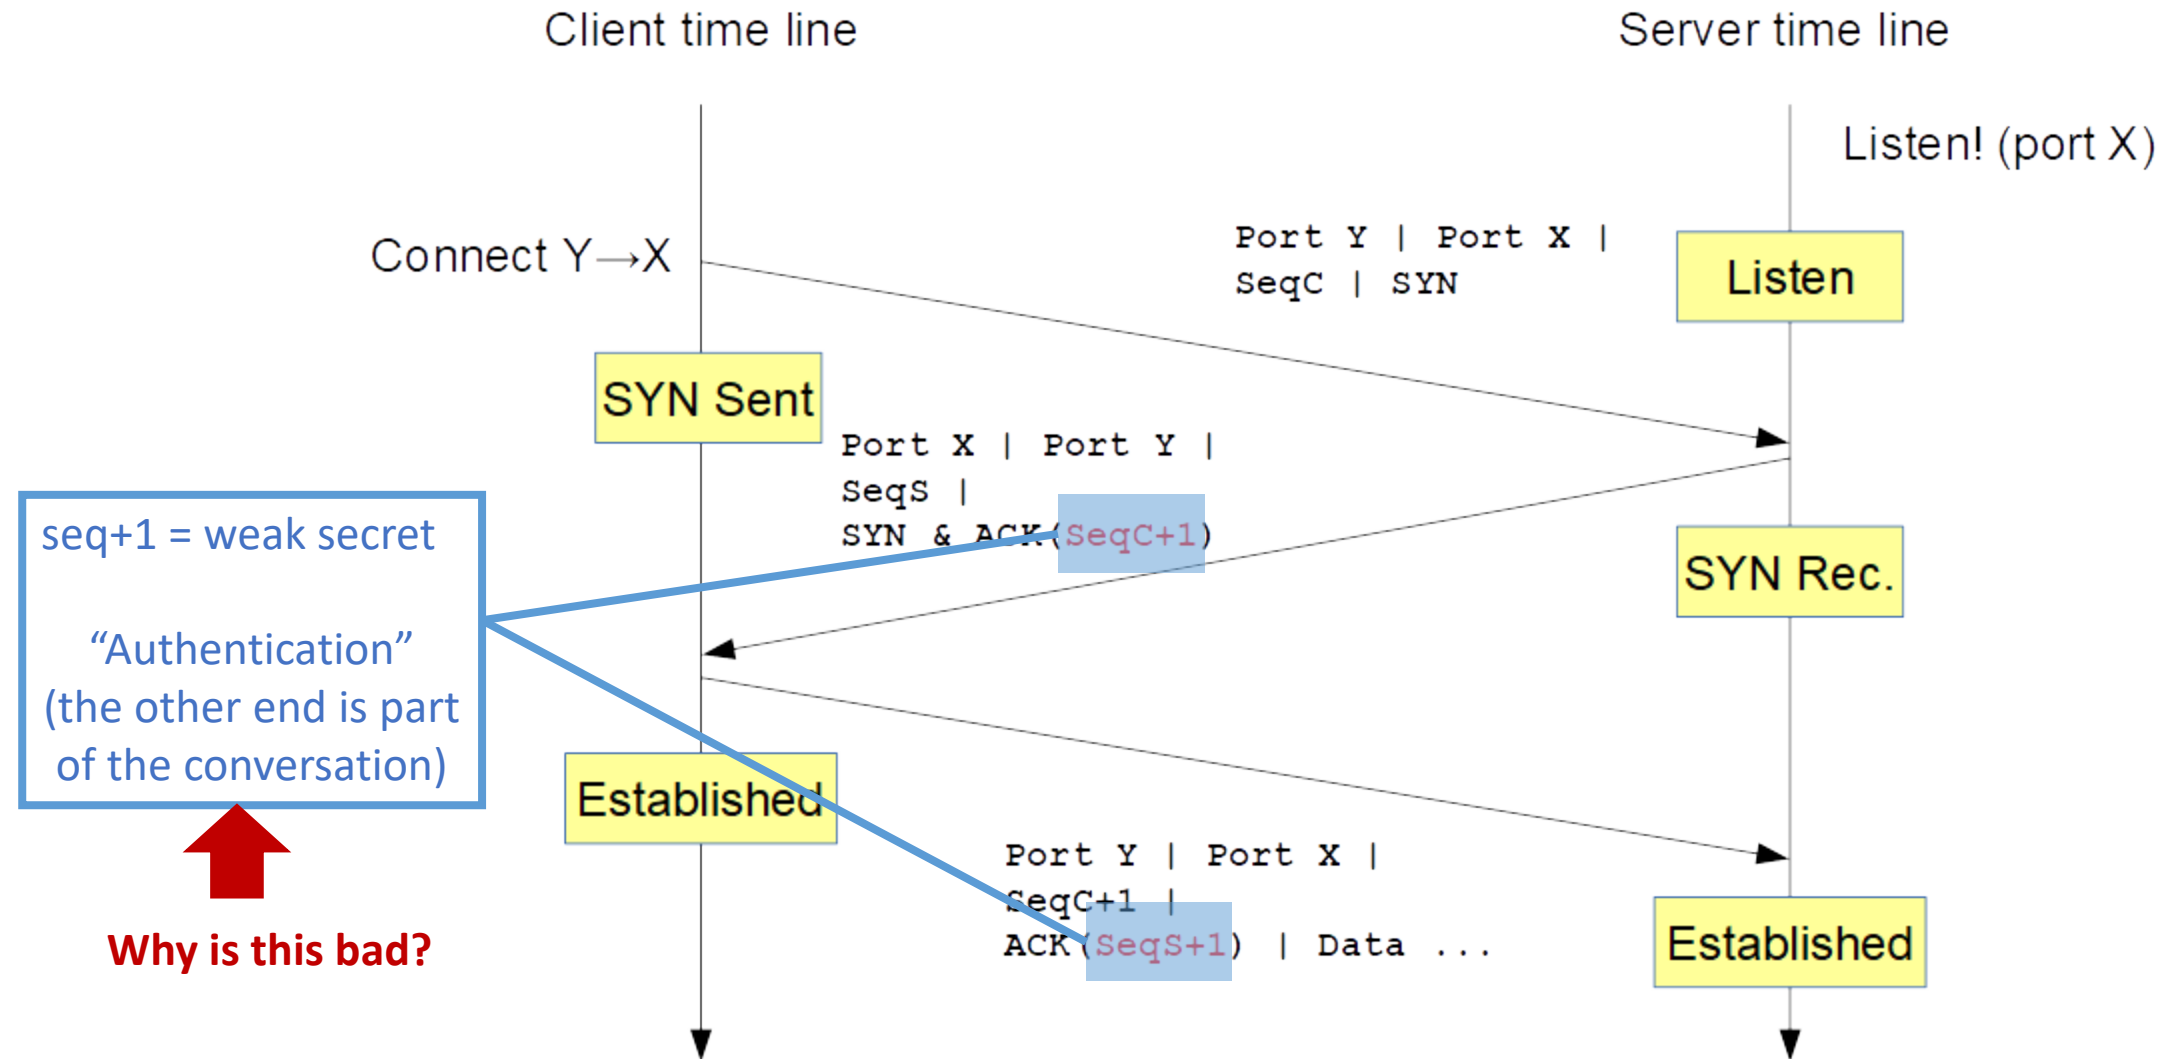 Client time line
Server time line
Listen! (port X)
Connect Y→X
Port Y | Port X |
SeqC | SYN
Listen
SYN Sent
Port X | Port Y |
SeqS |
SYN & ACK(SeqC+1)
seq+1 = weak secret
“Authentication”
(the other end is part
of the conversation)
SYN Rec.
Established
Port Y | Port X |
SeqC+1 |
ACK(SeqS+1) | Data ...
Established
Why is this bad?